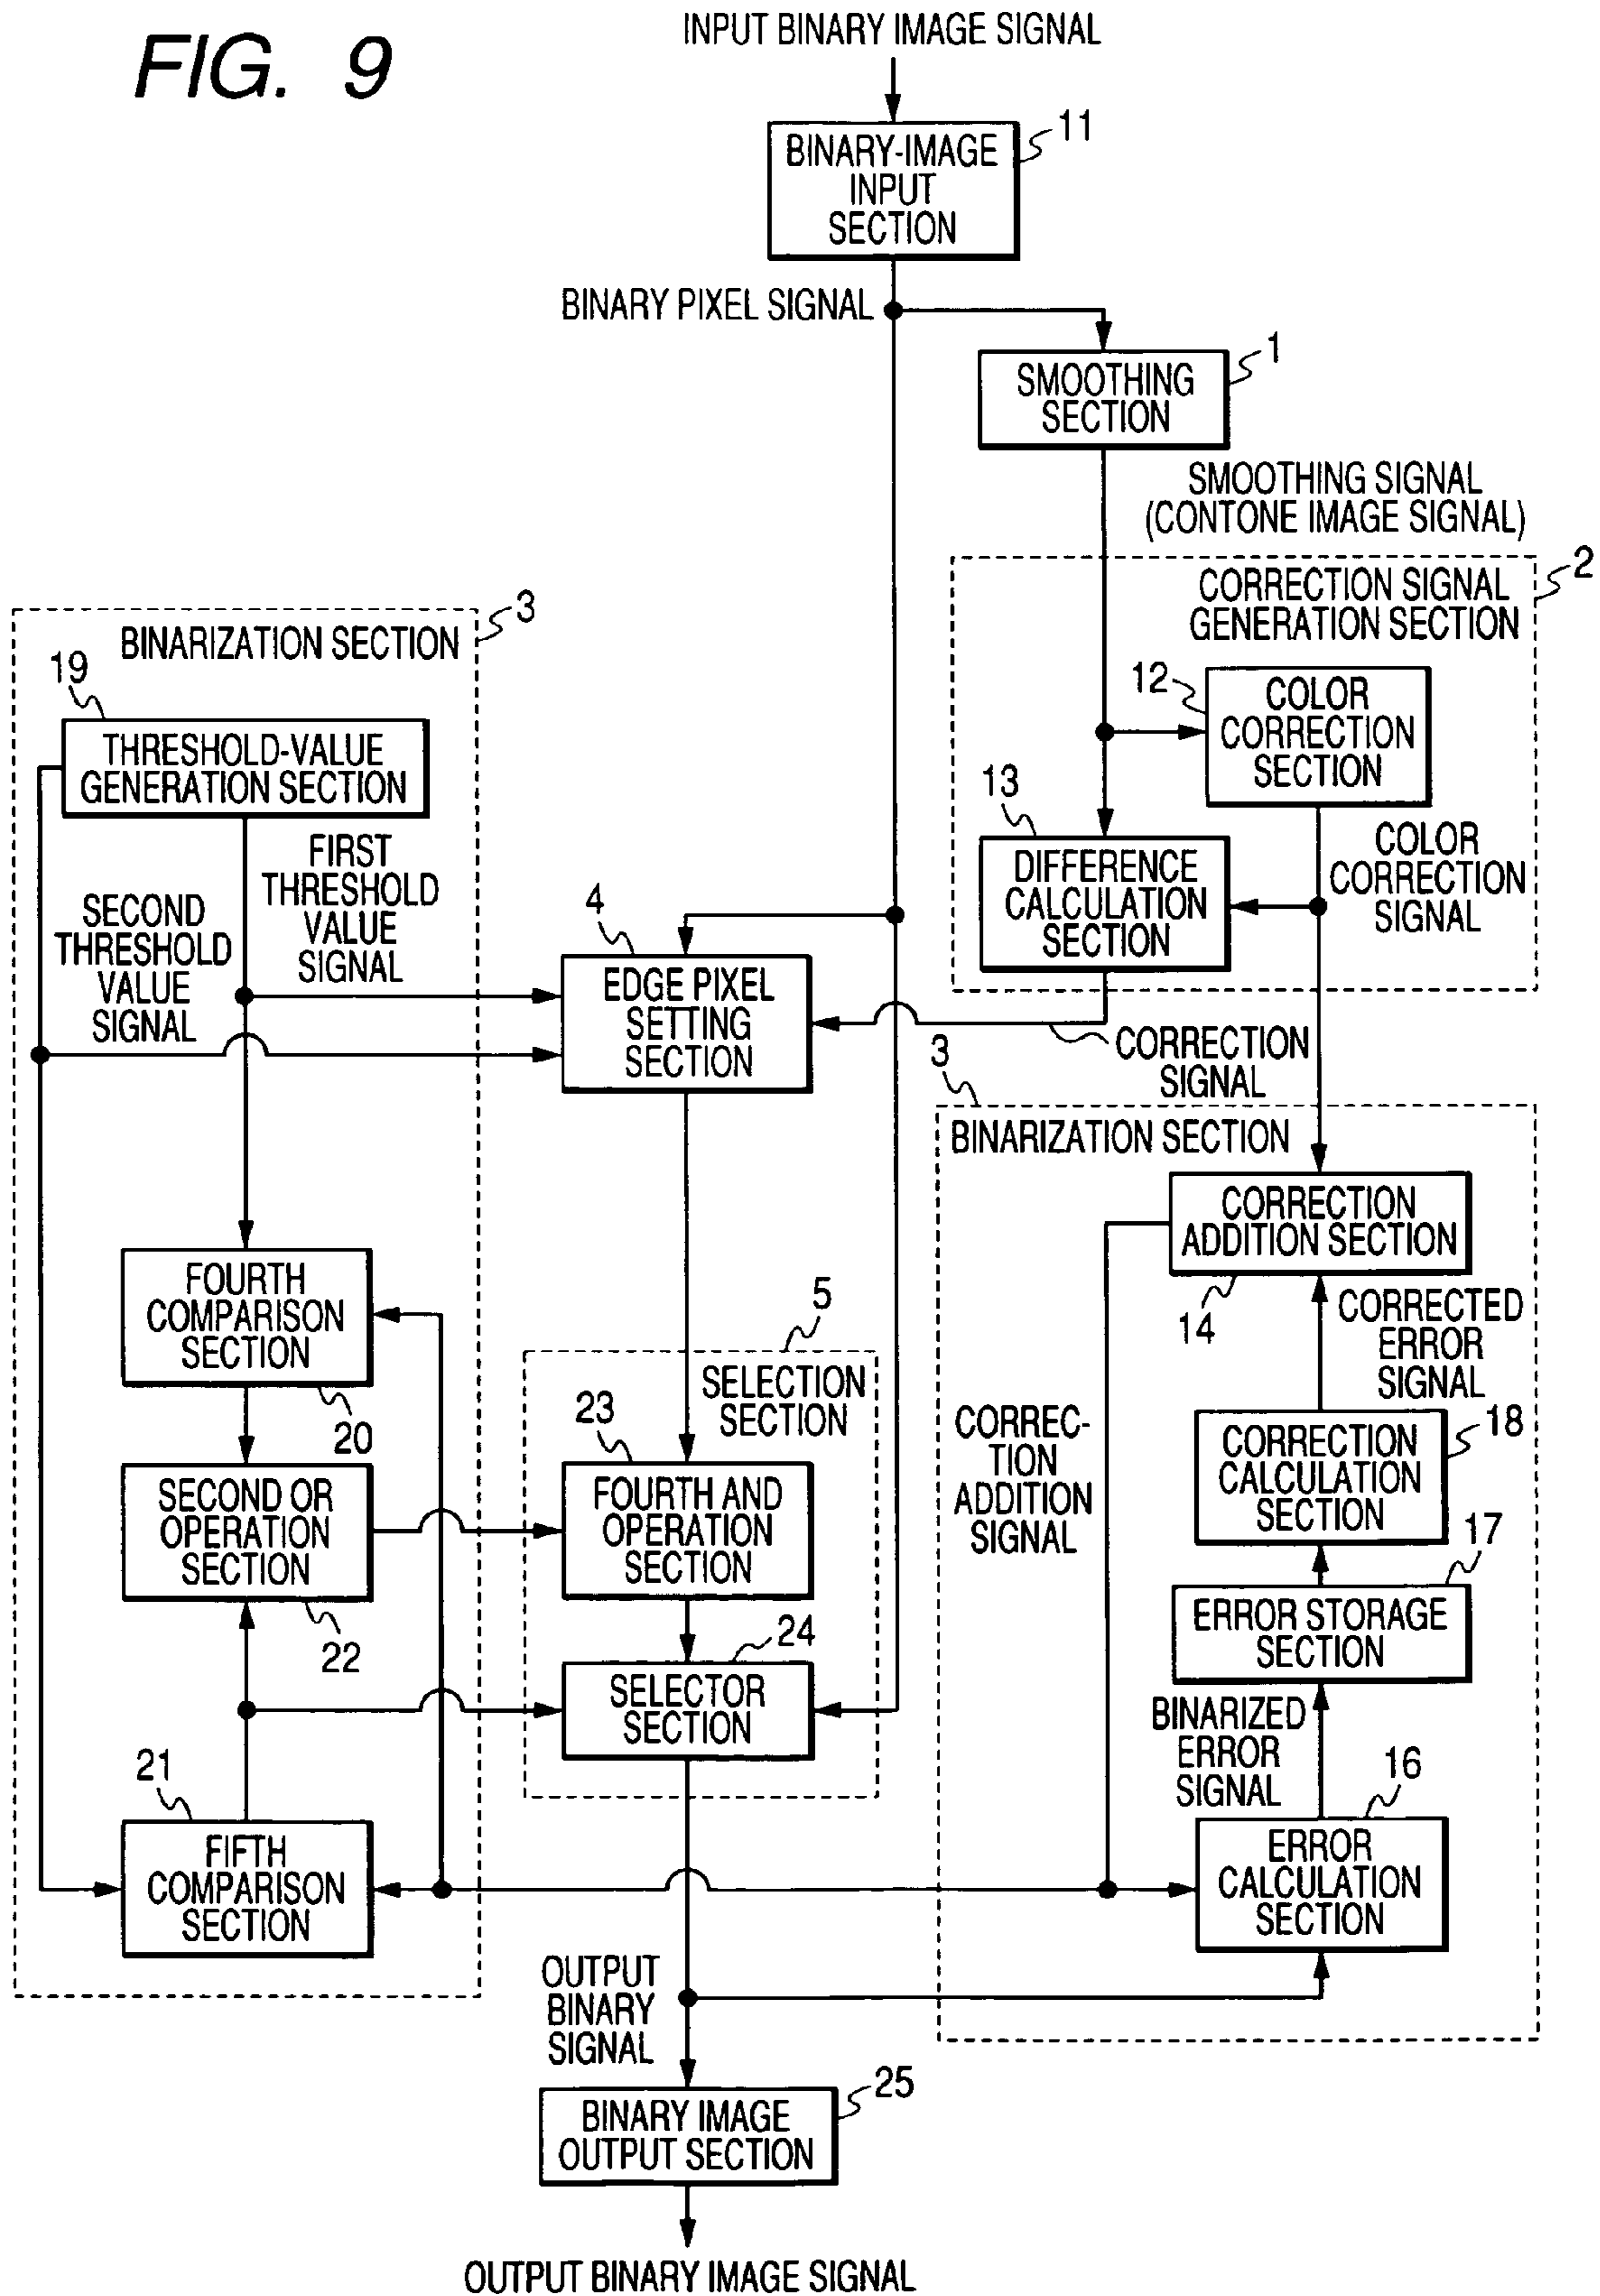 FIG. 9
INPUT BINARY IMAGE SIGNAL
11
BINARY-IMAGE
INPUT
SECTION
BINARY PIXEL SIGNAL
1
SMOOTHING
SECTION
SMOOTHING SIGNAL
(CONTONE IMAGE SIGNAL)
2
CORRECTION SIGNAL
GENERATION SECTION
12
COLOR
CORRECTION
SECTION
13
DIFFERENCE
CALCULATION
SECTION
COLOR
CORRECTION
SIGNAL
3
BINARIZATION SECTION
19
THRESHOLD-VALUE
GENERATION SECTION
FIRST
THRESHOLD
VALUE
SIGNAL
SECOND
THRESHOLD
VALUE
SIGNAL
4
EDGE PIXEL
SETTING
SECTION
CORRECTION
SIGNAL
3
BINARIZATION SECTION
CORRECTION
ADDITION SECTION
14
CORRECTED
ERROR
SIGNAL
FOURTH
COMPARISON
SECTION
20
5
SELECTION
SECTION
23
FOURTH AND
OPERATION
SECTION
CORREC-
TION
ADDITION
SIGNAL
18
CORRECTION
CALCULATION
SECTION
SECOND OR
OPERATION
SECTION
22
17
ERROR STORAGE
SECTION
24
SELECTOR
SECTION
BINARIZED
ERROR
SIGNAL
16
ERROR
CALCULATION
SECTION
21
FIFTH
COMPARISON
SECTION
OUTPUT
BINARY
SIGNAL
25
BINARY IMAGE
OUTPUT SECTION
OUTPUT BINARY IMAGE SIGNAL